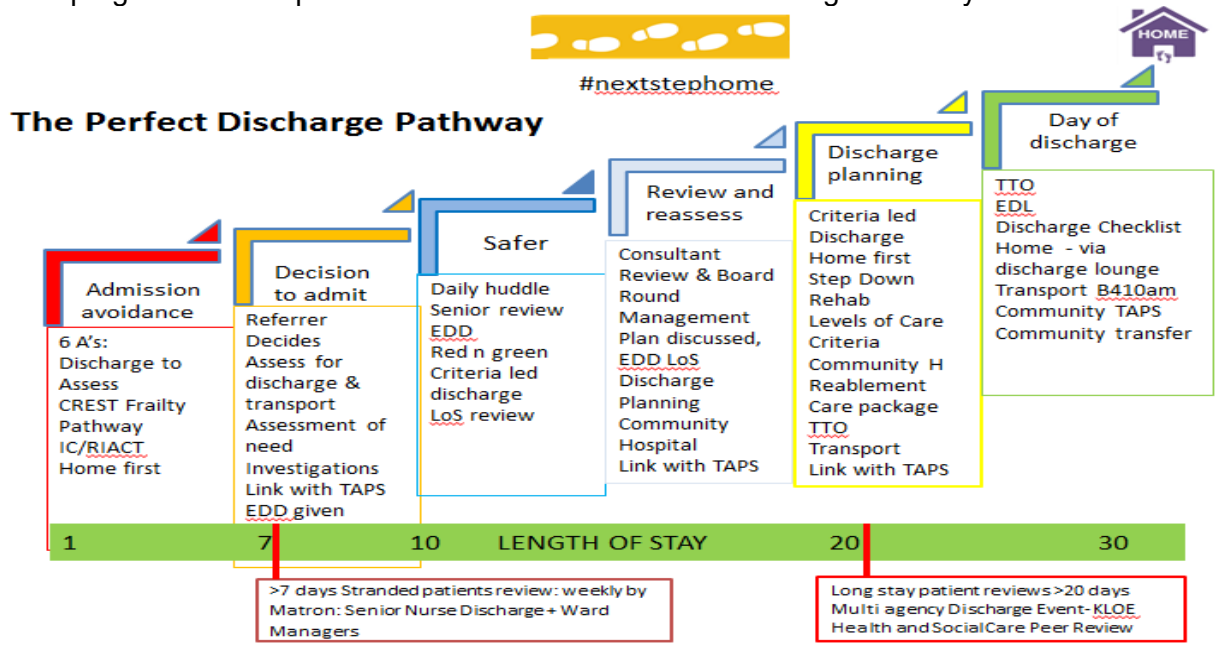 #nextstephome
HOME
The Perfect Discharge Pathway
Admission
avoidance
6 A's:
Discharge to
Assess
CREST Frailty
Pathway
IC/RIACT
Home first
Decision
to admit
Referrer
Decides
Assess for
discharge &
transport
Assessment of
need
Investigations
Link with TAPS
EDD given
Safer
Daily huddle
Senior review
EDD
Red n green
Criteria led
discharge
LoS review
Review and
reassess
Consultant
Review & Board
Round
Management
Plan discussed,
EDD LoS
Discharge
Planning
Community
Hospital
Link with TAPS
Discharge
planning
Criteria led
Discharge
Home first
Step Down
Rehab
Levels of Care
Criteria
Community H
Reablement
Care package
TTO
Transport
Link with TAPS
Day of
discharge
TTO
EDL
Discharge Checklist
Home - via
discharge lounge
Transport B410am
Community TAPS
Community transfer
1 7 10 LENGTH OF STAY 20 30
>7 days Stranded patients review: weekly by
Matron: Senior Nurse Discharge + Ward
Managers
Long stay patient reviews >20 days
Multi agency Discharge Event- KLOE
Health and Social Care Peer Review